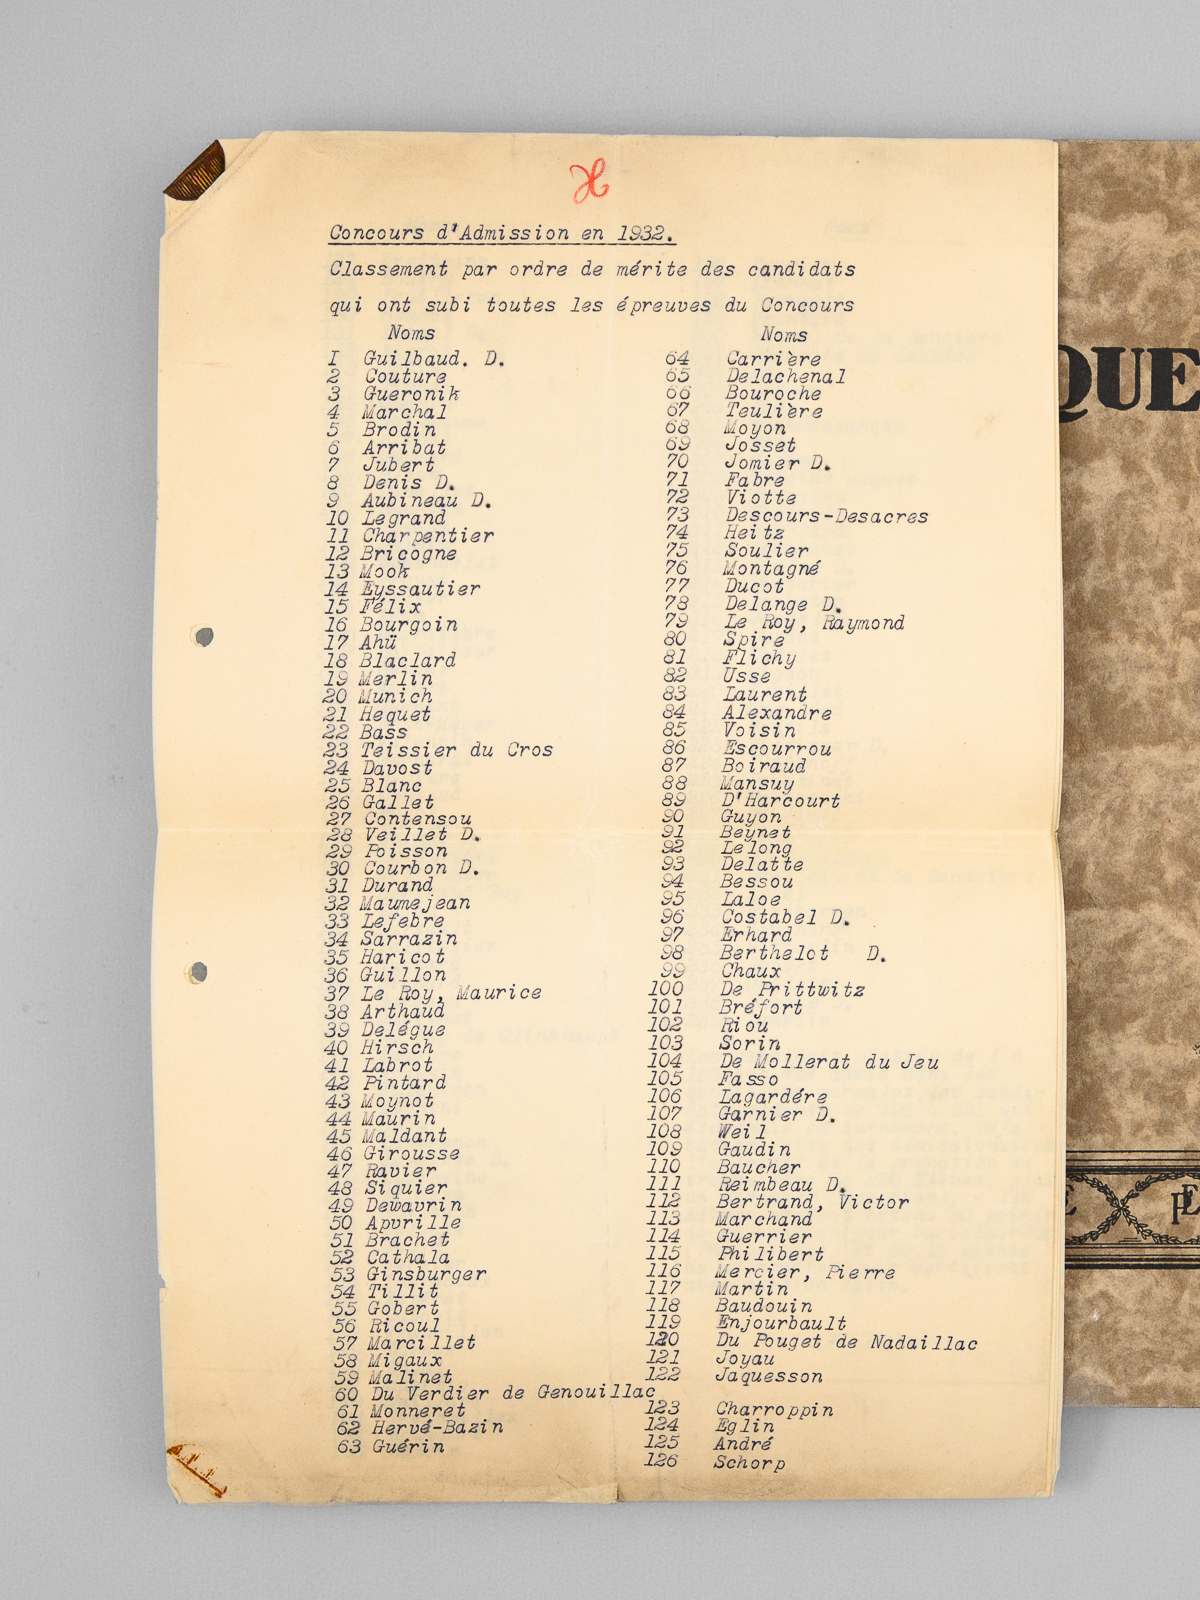 Concours d'Admission en 1932.
Classement par ordre de mérite des candidats
qui ont subi toutes les épreuves du Concours
Noms
I Guilbaud. D.
2 Couture
3 Gueronik
4 Marchal
5 Brodin
6 Arribat
7 Jubert
8 Denis D.
9 Aubineau D.
10 Legrand
11 Charpentier
12 Bricogne
13 Mook
14 Eyssautier
15 Félix
16 Bourgoin
17 Ahü
18 Blaclard
19 Merlin
20 Munich
21 Hequet
22 Bass
23 Teissier du Cros
24 Davost
25 Blanc
26 Gallet
27 Contensou
28 Veillet D.
29 Poisson
30 Courbon D.
31 Durand
32 Maumejean
33 Lefebre
34 Sarrazin
35 Haricot
36 Guillon
37 Le Roy, Maurice
38 Arthaud
39 Delégue
40 Hirsch
41 Labrot
42 Pintard
43 Moynot
44 Maurin
45 Maldant
46 Girousse
47 Ravier
48 Siquier
49 Dewavrin
50 Apvrille
51 Brachet
52 Cathala
53 Ginsburger
54 Tillit
55 Gobert
56 Ricoul
57 Marcillet
58 Migaux
59 Malinet
60 Du Verdier de Genouillac
61 Monneret
62 Hervé-Bazin
63 Guérin
Noms
64 Carrière
65 Delachenal
66 Bouroche
67 Teulière
68 Moyon
69 Josset
70 Jomier D.
71 Fabre
72 Viotte
73 Descours-Desacres
74 Heitz
75 Soulier
76 Montagné
77 Ducot
78 Delange D.
79 Le Roy, Raymond
80 Spire
81 Flichy
82 Usse
83 Laurent
84 Alexandre
85 Voisin
86 Escourrou
87 Boiraud
88 Mansuy
89 D'Harcourt
90 Guyon
91 Beynet
92 Lelong
93 Delatte
94 Bessou
95 Laloe
96 Costabel D.
97 Erhard
98 Berthelot D.
99 Chaux
100 De Prittwitz
101 Bréfort
102 Riou
103 Sorin
104 De Mollerat du Jeu
105 Fasso
106 Lagardére
107 Garnier D.
108 Weil
109 Gaudin
110 Baucher
111 Reimbeau D.
112 Bertrand, Victor
113 Marchand
114 Guerrier
115 Philibert
116 Mercier, Pierre
117 Martin
118 Baudouin
119 Enjourbault
120 Du Pouget de Nadaillac
121 Joyau
122 Jaquesson
123 Charroppin
124 Eglin
125 André
126 Schorp
QUE